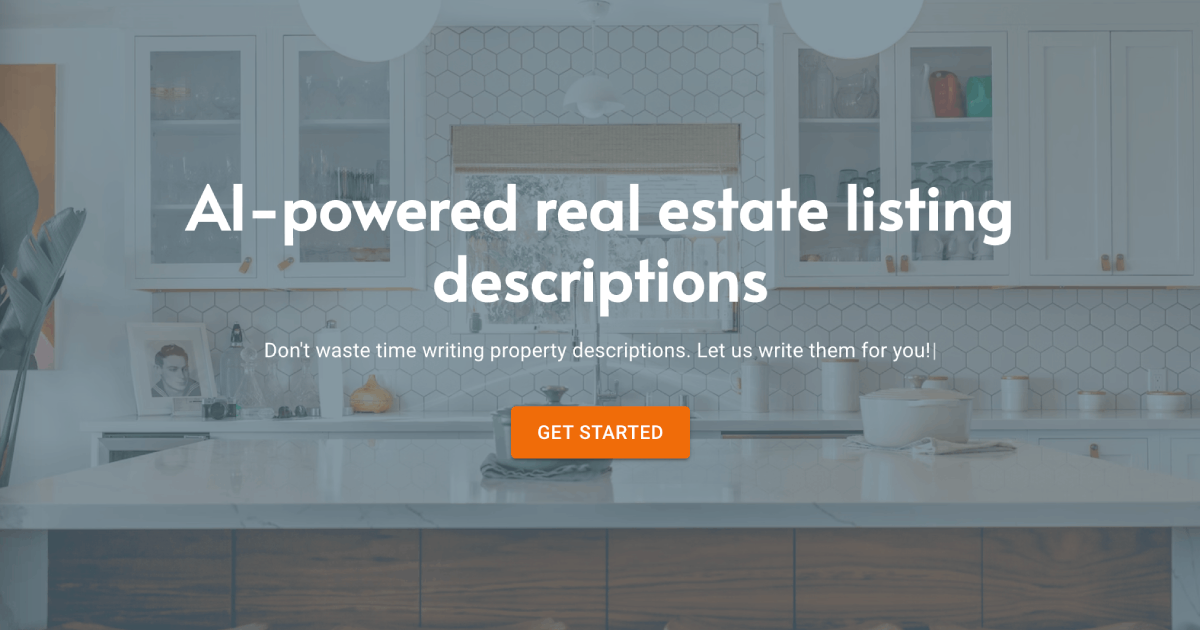 AI-powered real estate listing
descriptions
Don't waste time writing property descriptions. Let us write them for you!|
GET STARTED